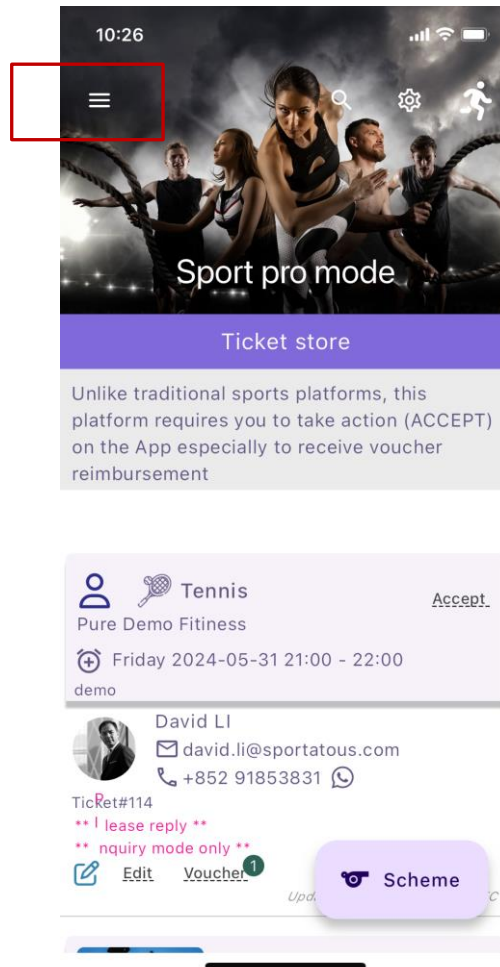 10:26
Sport pro mode
Ticket store
Unlike traditional sports platforms, this
platform requires you to take action (ACCEPT)
on the App especially to receive voucher
reimbursement
Tennis
Accept
Pure Demo Fitiness
Friday 2024-05-31 21:00 - 22:00
demo
David LI
david.li@sportatous.com
+852 91853831
Ticket#114
** Please reply **
** Inquiry mode only **
Edit Voucher 1
Scheme